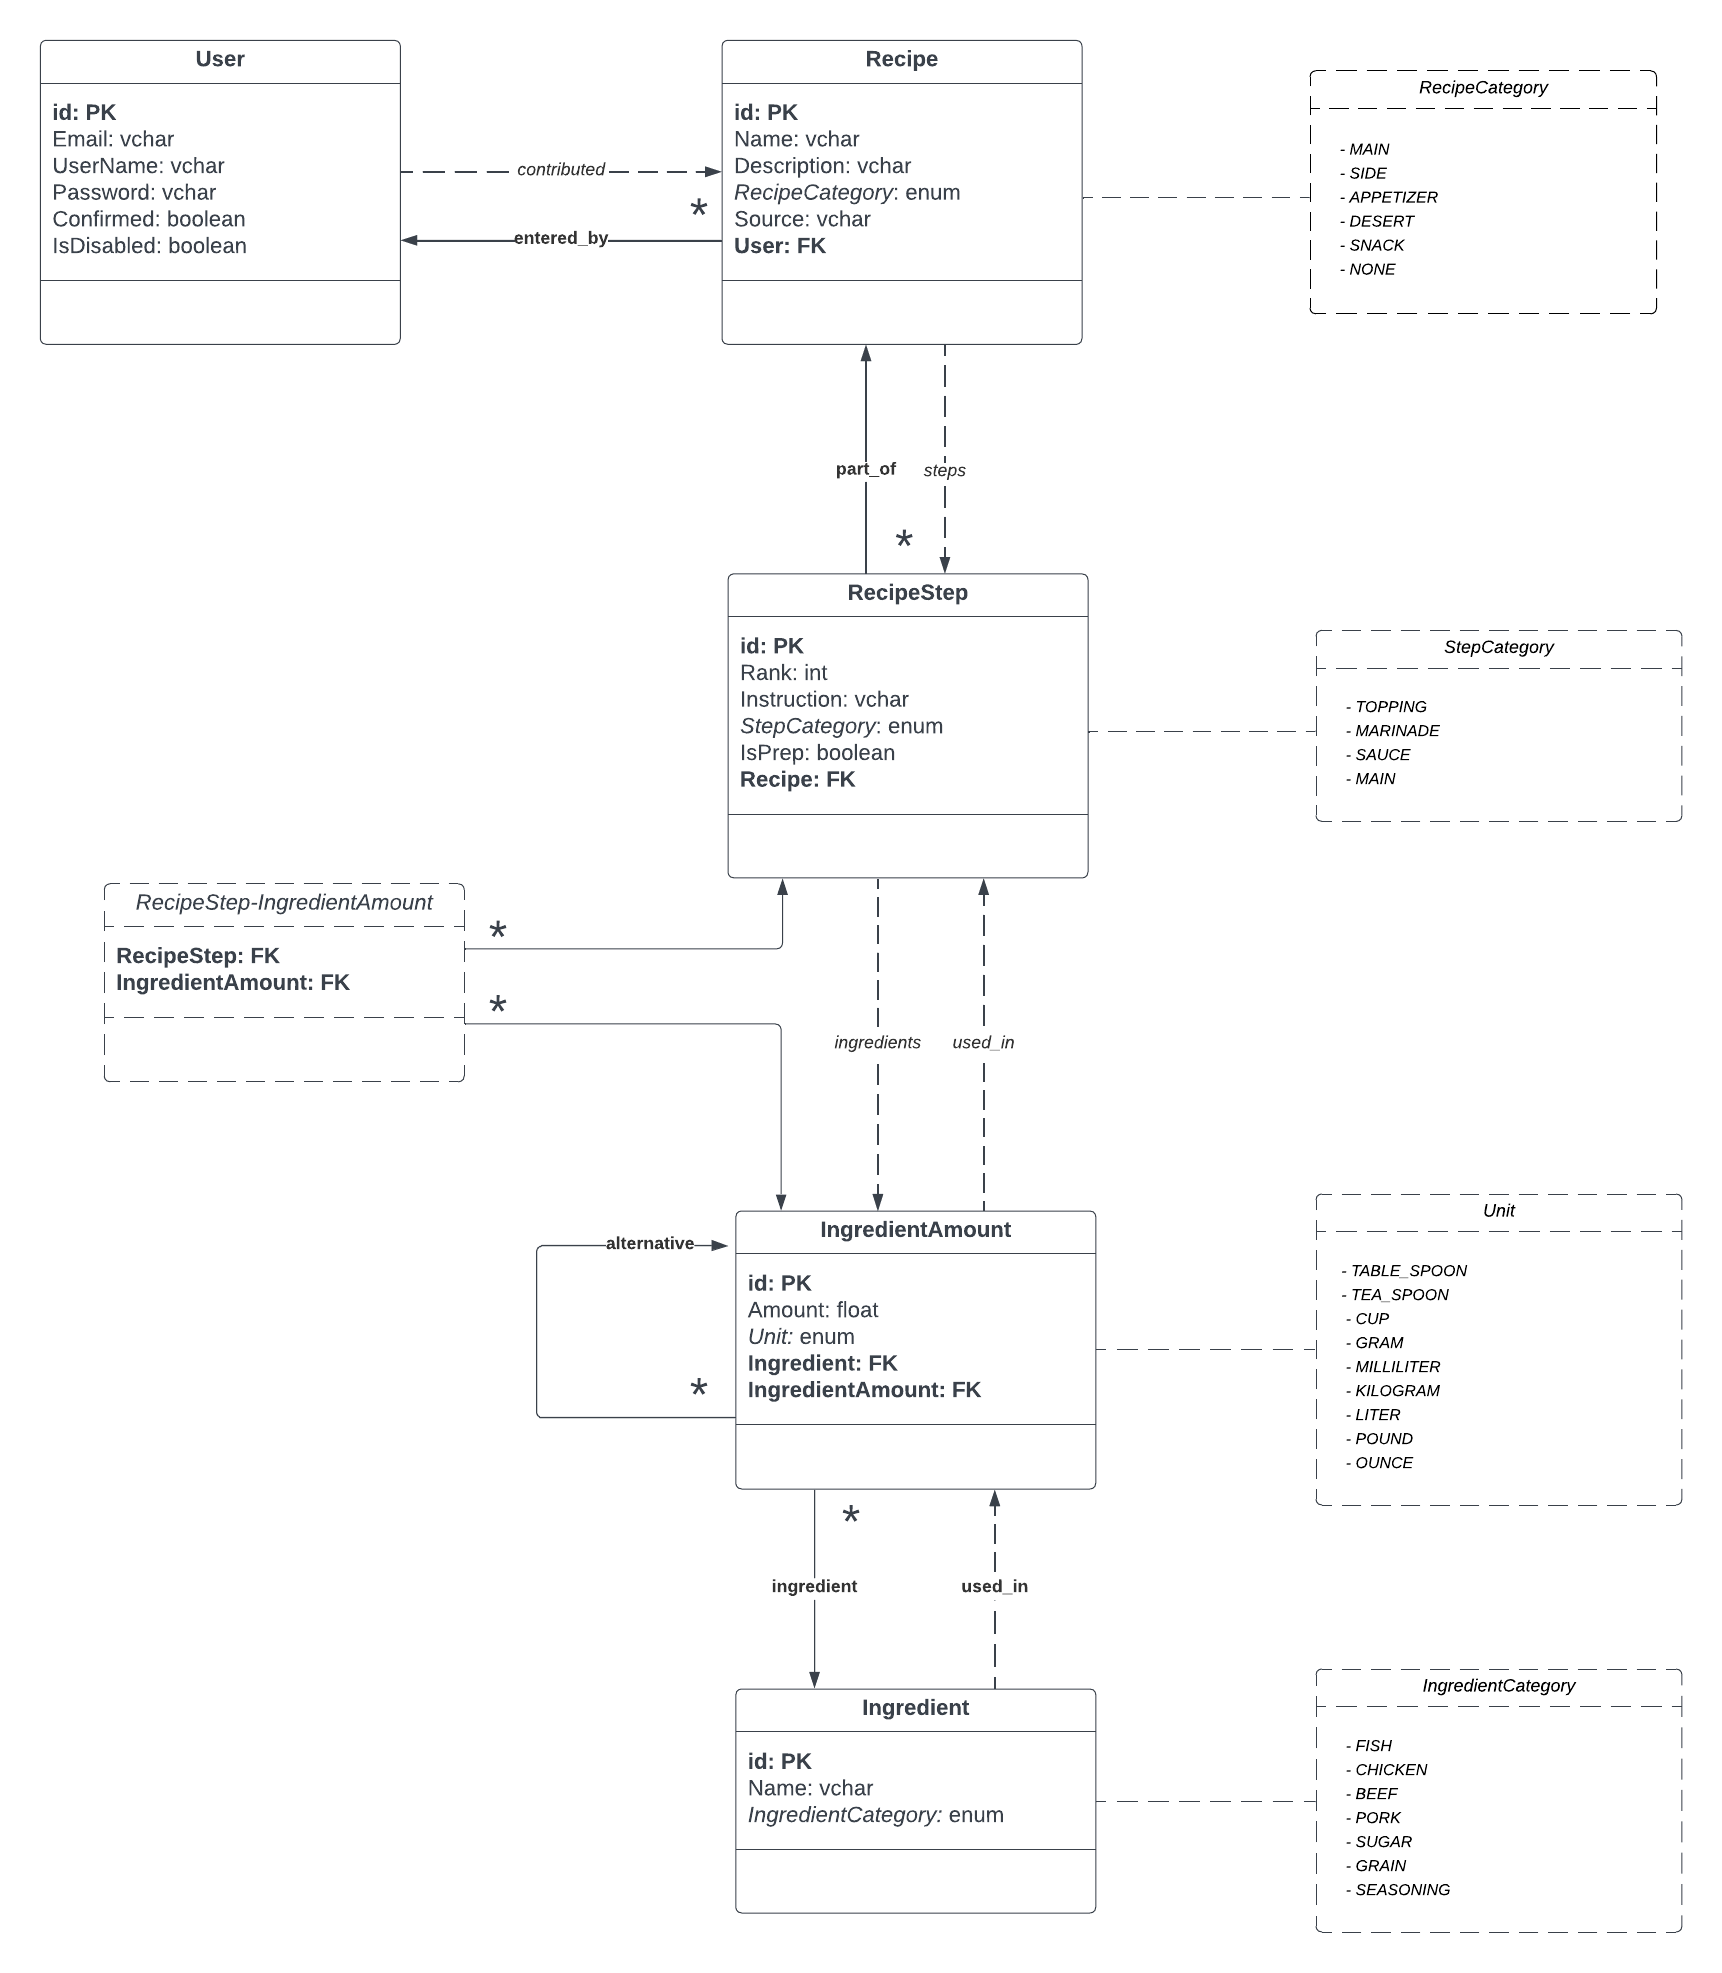 User
id: PK
Email: vchar
UserName: vchar
Password: vchar
Confirmed: boolean
IsDisabled: boolean
contributed
*
entered_by
Recipe
id: PK
Name: vchar
Description: vchar
RecipeCategory: enum
Source: vchar
User: FK
RecipeCategory
- MAIN
- SIDE
- APPETIZER
- DESERT
- SNACK
- NONE
part_of
steps
*
RecipeStep
id: PK
Rank: int
Instruction: vchar
StepCategory: enum
IsPrep: boolean
Recipe: FK
StepCategory
- TOPPING
- MARINADE
- SAUCE
- MAIN
RecipeStep-IngredientAmount
RecipeStep: FK
IngredientAmount: FK
*
*
ingredients
used_in
alternative
*
IngredientAmount
id: PK
Amount: float
Unit: enum
Ingredient: FK
IngredientAmount: FK
Unit
- TABLE_SPOON
- TEA_SPOON
- CUP
- GRAM
- MILLILITER
- KILOGRAM
- LITER
- POUND
- OUNCE
*
ingredient
used_in
Ingredient
id: PK
Name: vchar
IngredientCategory: enum
IngredientCategory
- FISH
- CHICKEN
- BEEF
- PORK
- SUGAR
- GRAIN
- SEASONING